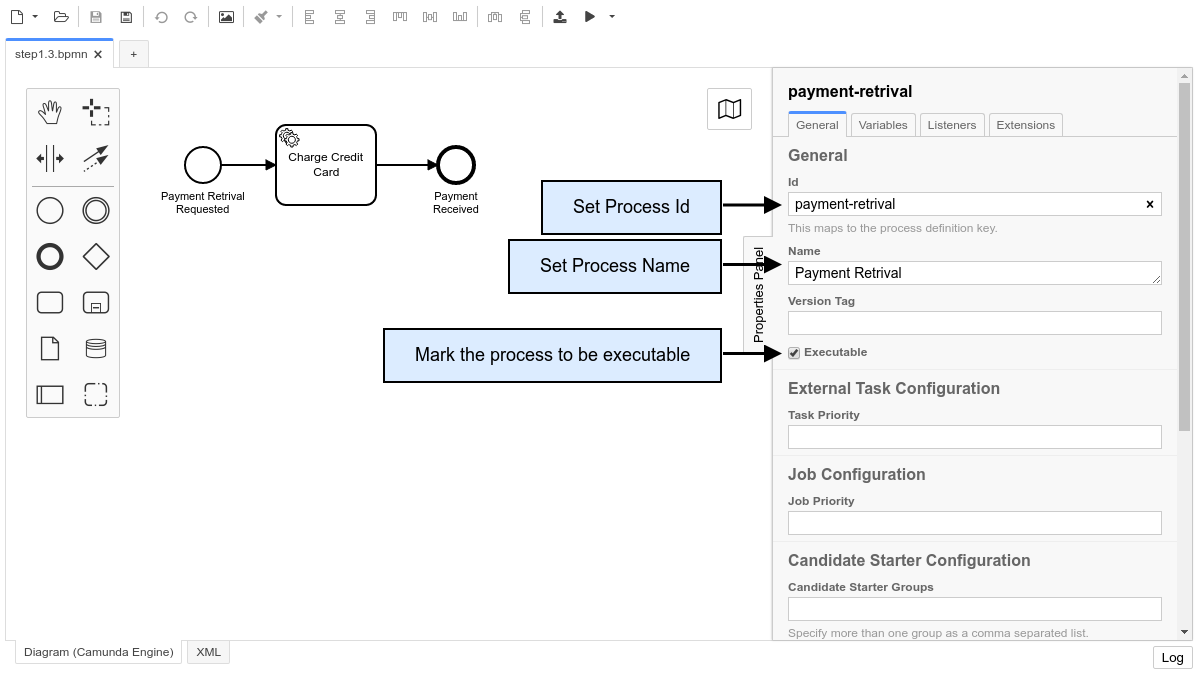 step1.3.bpmn
+
Payment Retrival
Requested
Charge Credit
Card
Payment
Received
Set Process Id
Set Process Name
Mark the process to be executable
Properties Panel
payment-retrival
General
Variables
Listeners
Extensions
General
Id
payment-retrival
This maps to the process definition key.
Name
Payment Retrival
Version Tag
Executable
External Task Configuration
Task Priority
Job Configuration
Job Priority
Candidate Starter Configuration
Candidate Starter Groups
Specify more than one group as a comma separated list.
Diagram (Camunda Engine)
XML
Log